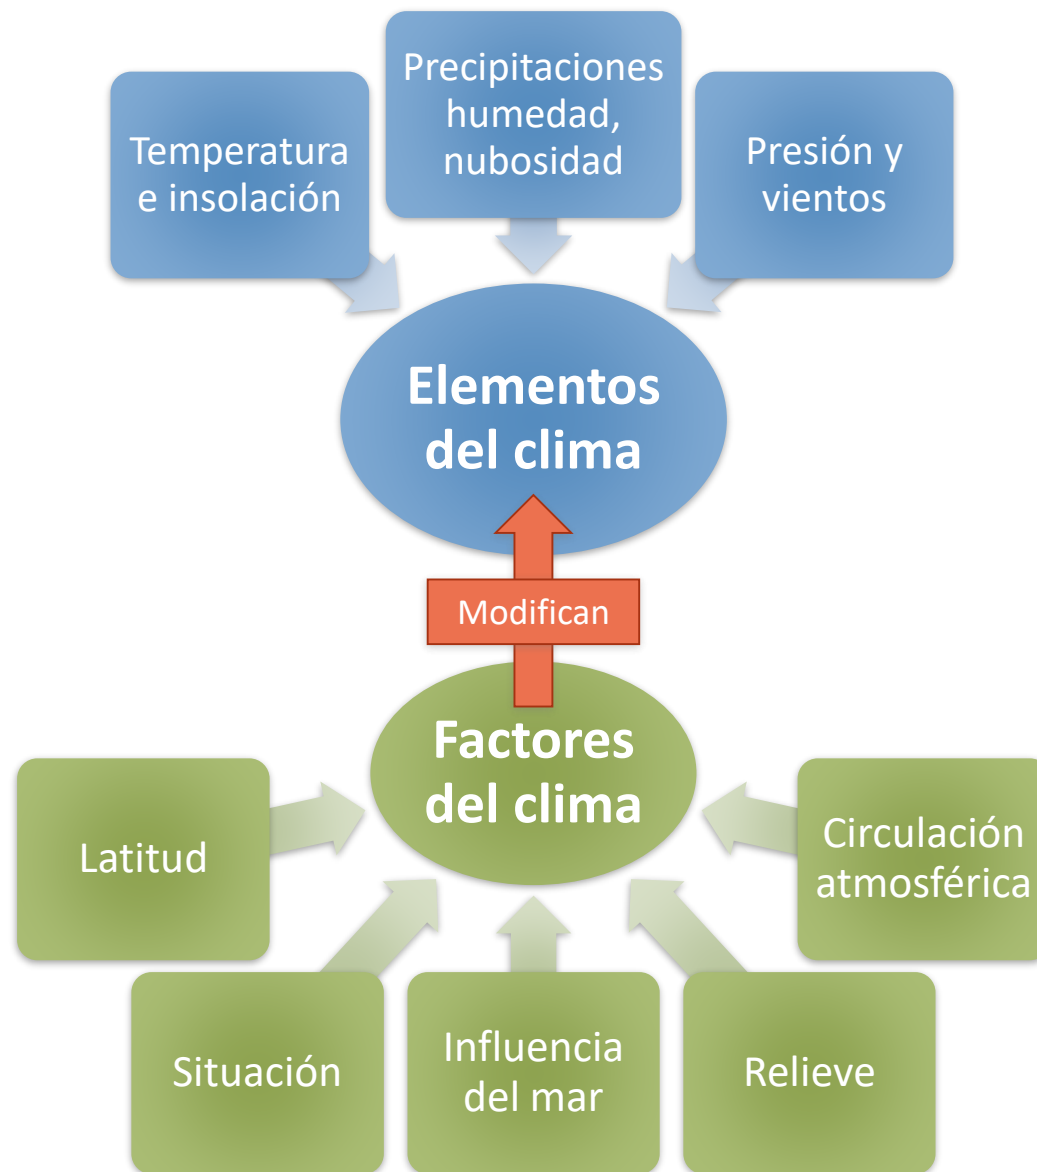 Temperatura
e insolación
Precipitaciones
humedad,
nubosidad
Presión y
vientos
Elementos
del clima
Modifican
Factores
del clima
Latitud
Situación
Influencia
del mar
Relieve
Circulación
atmosférica